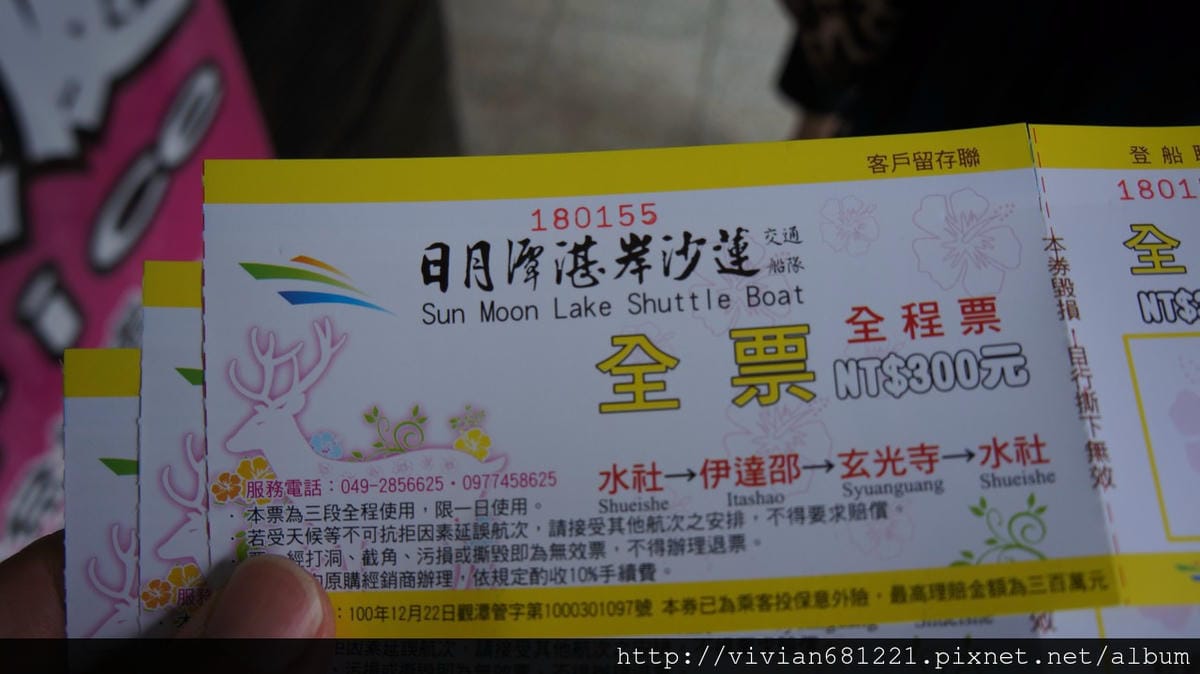 客戶留存聯
登船
180155
1801
日月潭湛岸沙蓮 交通船隊
Sun Moon Lake Shuttle Boat
全票
全程票
NT$300元
全
NT$
本券毀損！自行撕下無效
水社→伊達邵→玄光寺→水社
Shueishe Itashao Syuanguang Shueishe
服務電話：049-2856625・0977458625
・本票為三段全程使用，限一日使用。
・若受天候等不可抗拒因素延誤航次，請接受其他航次之安排，不得要求賠償。
經打洞、截角、污損或撕毀即為無效票，不得辦理退票。
原購經銷商辦理，依規定酌收10%手續費。
：100年12月22日觀潭管字第1000301097號 本券已為乘客投保意外險，最高理賠金額為三百萬元
服務
http://vivian681221.pixnet.net/album